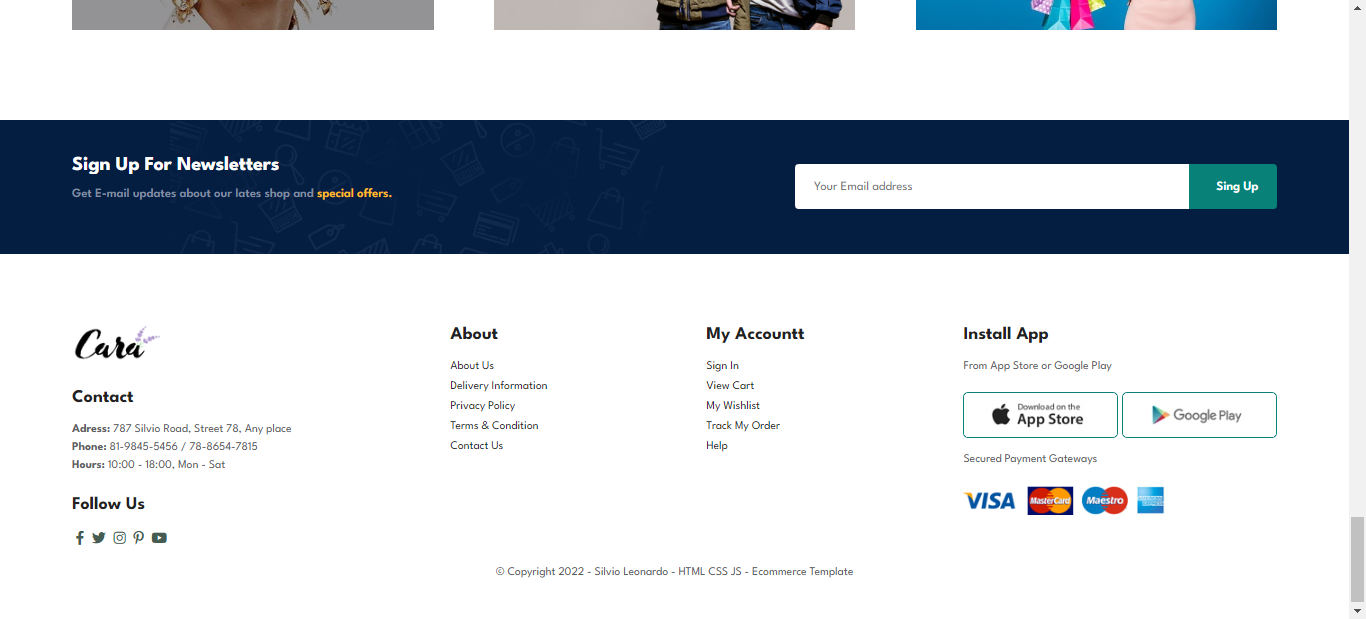 Sign Up For Newsletters
Get E-mail updates about our lates shop and special offers.
Your Email address
Sing Up
Cara
Contact
Adress: 787 Silvio Road, Street 78, Any place
Phone: 81-9845-5456 / 78-8654-7815
Hours: 10:00 - 18:00, Mon - Sat
Follow Us
About
About Us
Delivery Information
Privacy Policy
Terms & Condition
Contact Us
My Accountt
Sign In
View Cart
My Wishlist
Track My Order
Help
Install App
From App Store or Google Play
Download on the
App Store
Google Play
Secured Payment Gateways
VISA MasterCard Maestro AMERICAN EXPRESS
© Copyright 2022 - Silvio Leonardo - HTML CSS JS - Ecommerce Template